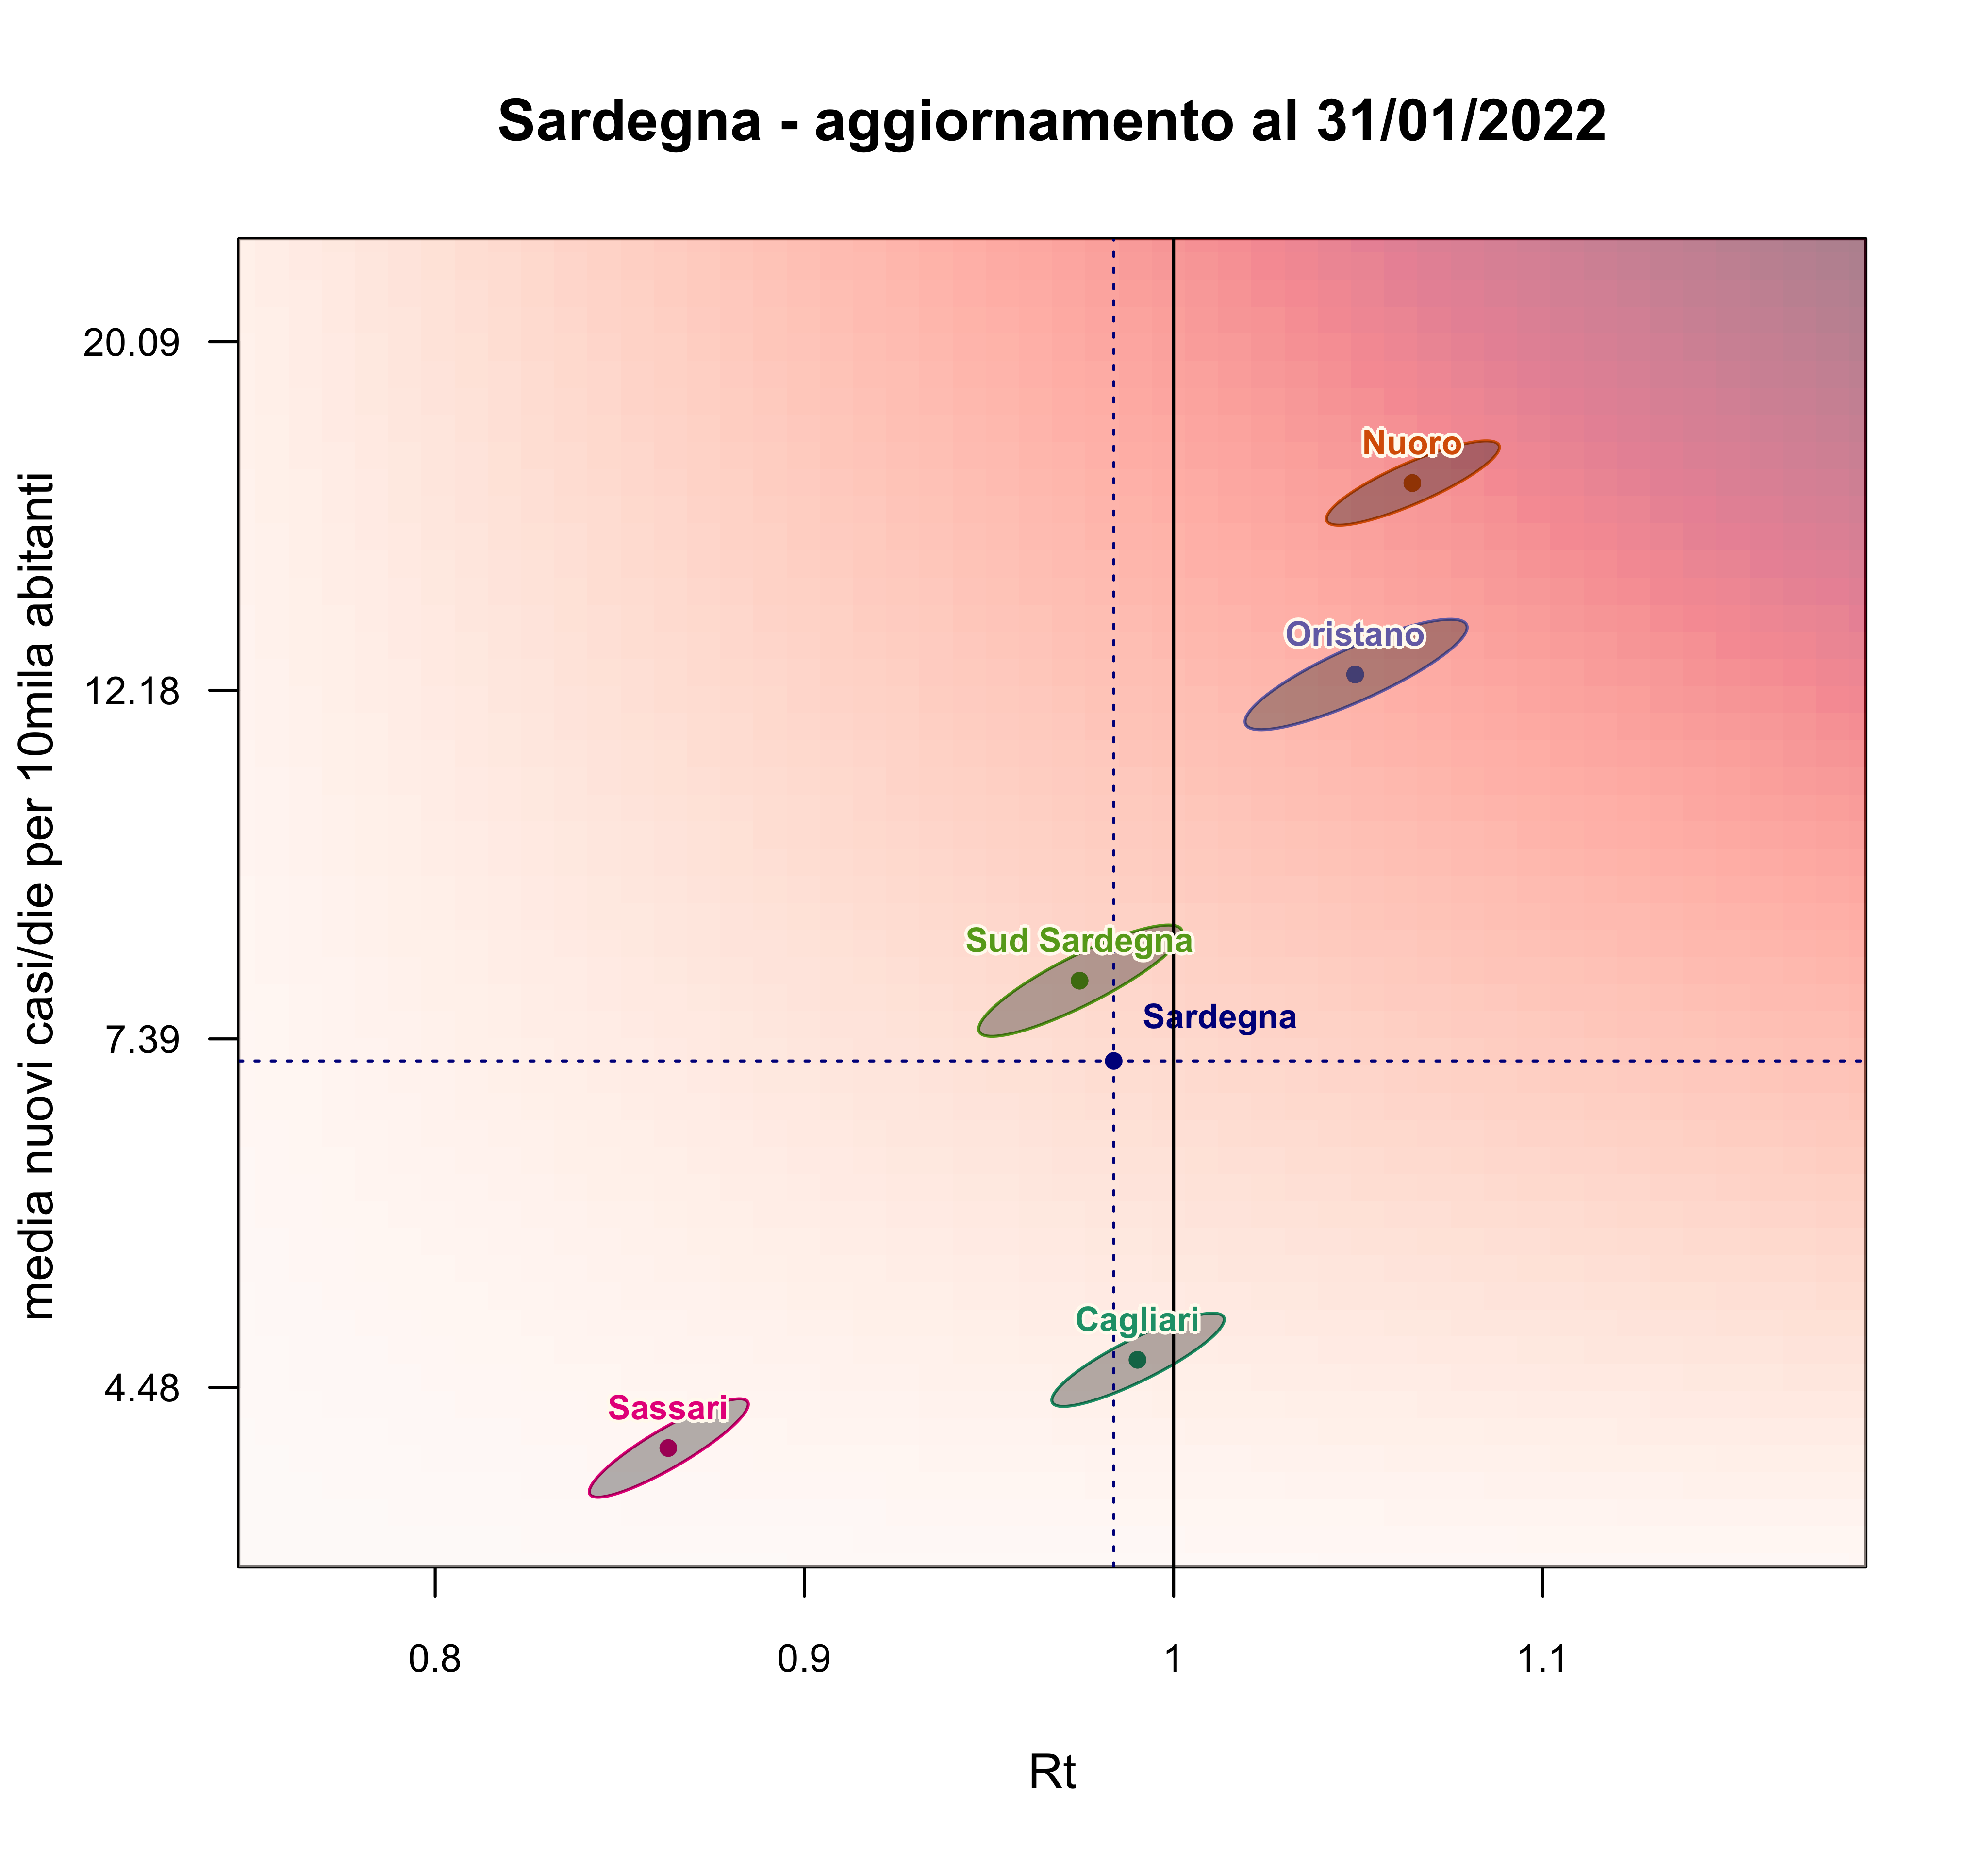 Sardegna - aggiornamento al 31/01/2022
media nuovi casi/die per 10mila abitanti
20.09
12.18
7.39
4.48
Nuoro
Oristano
Sud Sardegna
Sardegna
Cagliari
Sassari
0.8
0.9
1
1.1
Rt